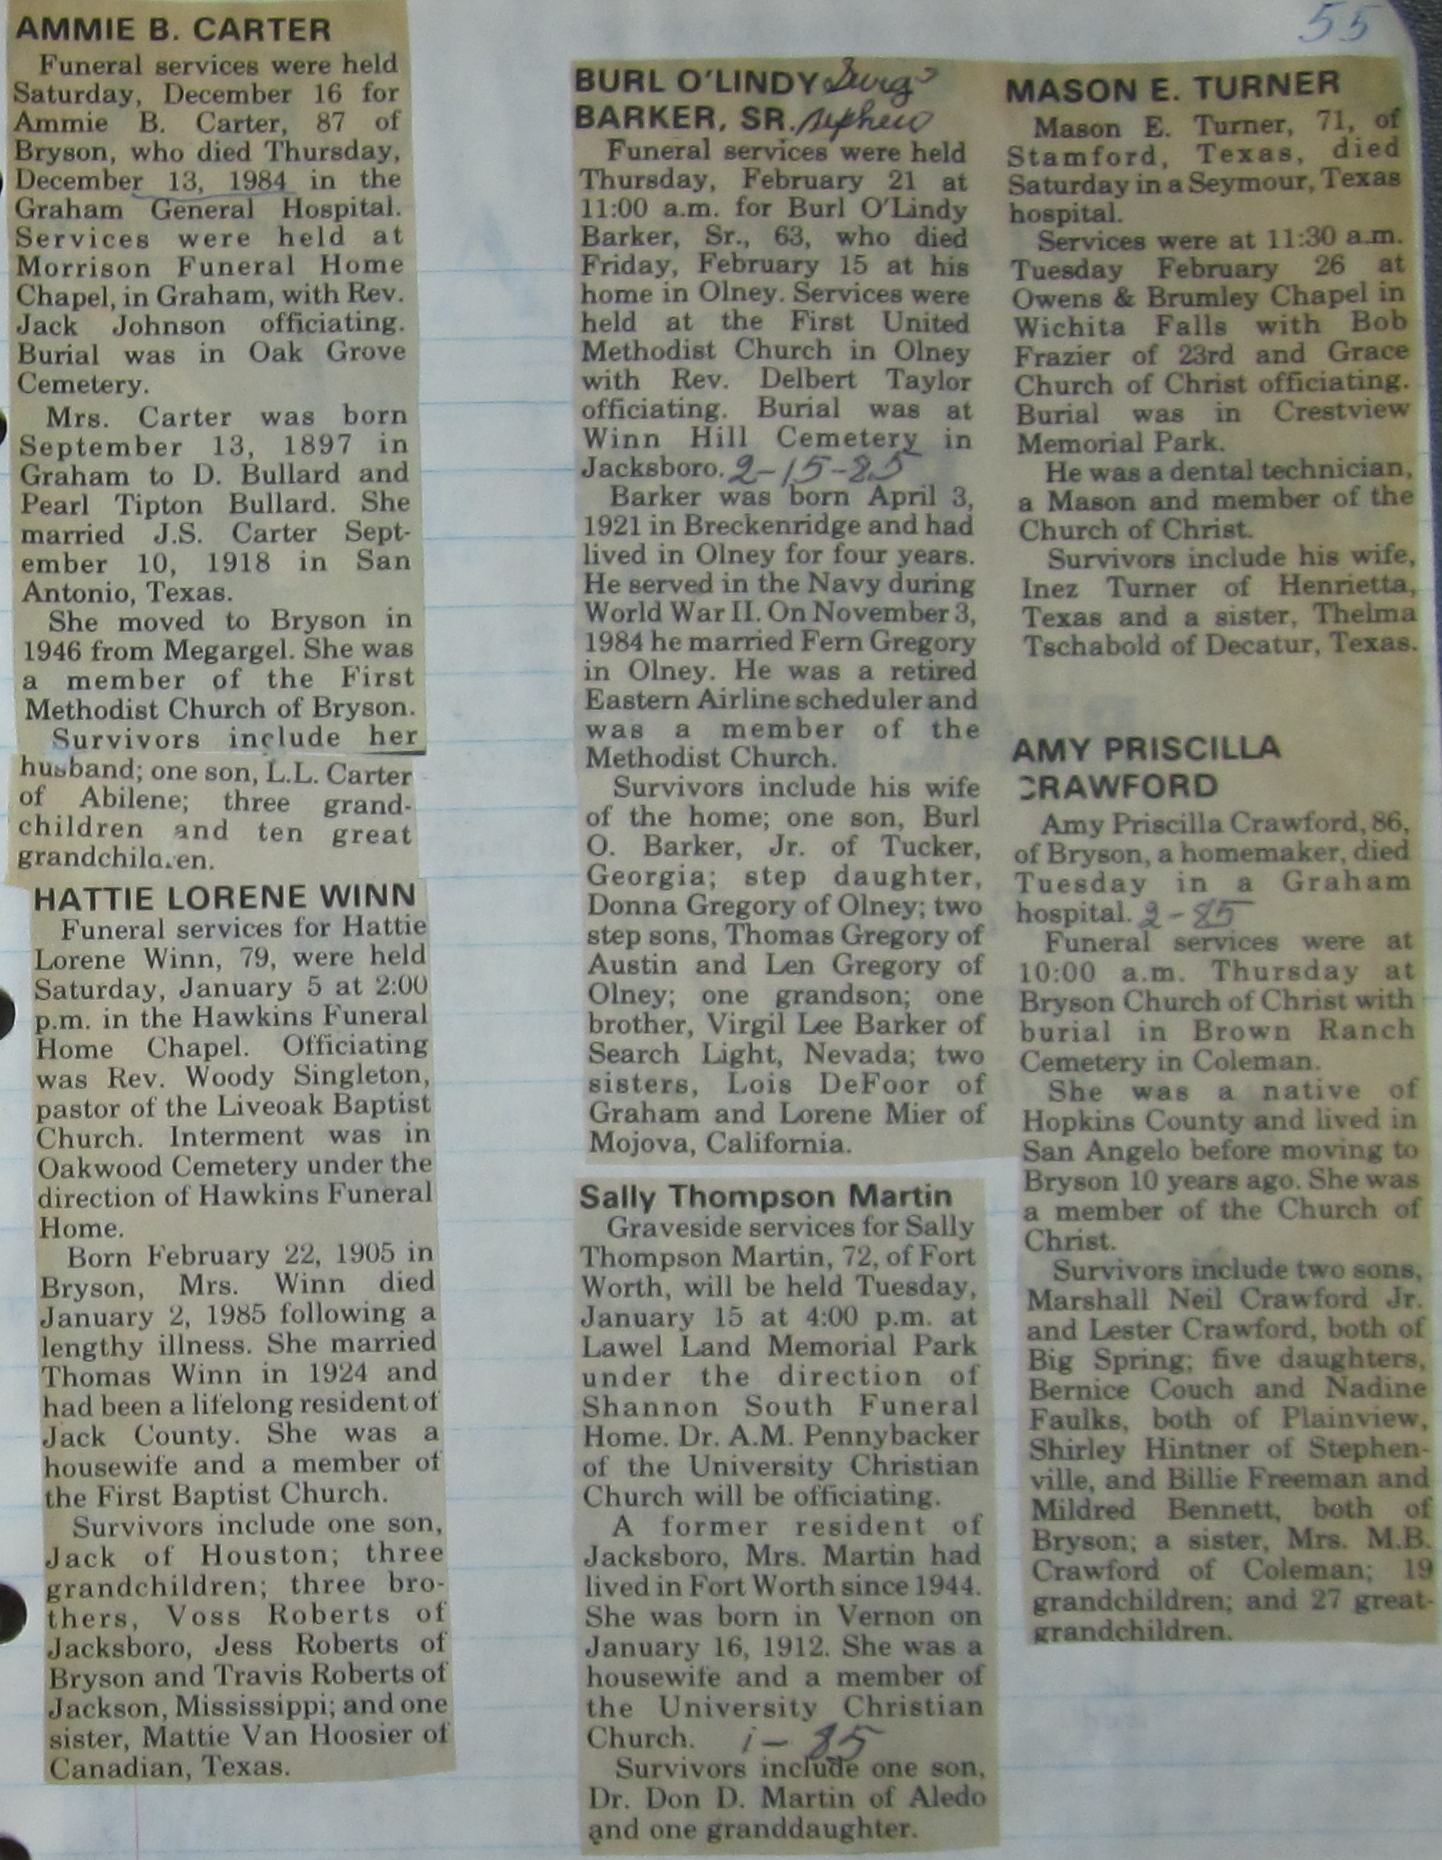 55
AMMIE B. CARTER
Funeral services were held
Saturday, December 16 for
Ammie B. Carter, 87 of
Bryson, who died Thursday,
December 13, 1984 in the
Graham General Hospital.
Services were held at
Morrison Funeral Home
Chapel, in Graham, with Rev.
Jack Johnson officiating.
Burial was in Oak Grove
Cemetery.
Mrs. Carter was born
September 13, 1897 in
Graham to D. Bullard and
Pearl Tipton Bullard. She
married J.S. Carter Sept-
ember 10, 1918 in San
Antonio, Texas.
She moved to Bryson in
1946 from Megargel. She was
a member of the First
Methodist Church of Bryson.
Survivors include her
husband; one son, L.L. Carter
of Abilene; three grand-
children and ten great
grandchildren.
HATTIE LORENE WINN
Funeral services for Hattie
Lorene Winn, 79, were held
Saturday, January 5 at 2:00
p.m. in the Hawkins Funeral
Home Chapel. Officiating
was Rev. Woody Singleton,
pastor of the Liveoak Baptist
Church. Interment was in
Oakwood Cemetery under the
direction of Hawkins Funeral
Home.
Born February 22, 1905 in
Bryson, Mrs. Winn died
January 2, 1985 following a
lengthy illness. She married
Thomas Winn in 1924 and
had been a lifelong resident of
Jack County. She was a
housewife and a member of
the First Baptist Church.
Survivors include one son,
Jack of Houston; three
grandchildren; three bro-
thers, Voss Roberts of
Jacksboro, Jess Roberts of
Bryson and Travis Roberts of
Jackson, Mississippi; and one
sister, Mattie Van Hoosier of
Canadian, Texas.
BURL O'LINDY
BARKER, SR. nephew
Funeral services were held
Thursday, February 21 at
11:00 a.m. for Burl O'Lindy
Barker, Sr., 63, who died
Friday, February 15 at his
home in Olney. Services were
held at the First United
Methodist Church in Olney
with Rev. Delbert Taylor
officiating. Burial was at
Winn Hill Cemetery in
Jacksboro. 2-15-85
Barker was born April 3,
1921 in Breckenridge and had
lived in Olney for four years.
He served in the Navy during
World War II. On November 3,
1984 he married Fern Gregory
in Olney. He was a retired
Eastern Airline scheduler and
was a member of the
Methodist Church.
Survivors include his wife
of the home; one son, Burl
O. Barker, Jr. of Tucker,
Georgia; step daughter,
Donna Gregory of Olney; two
step sons, Thomas Gregory of
Austin and Len Gregory of
Olney; one grandson; one
brother, Virgil Lee Barker of
Search Light, Nevada; two
sisters, Lois DeFoor of
Graham and Lorene Mier of
Mojova, California.
Sally Thompson Martin
Graveside services for Sally
Thompson Martin, 72, of Fort
Worth, will be held Tuesday,
January 15 at 4:00 p.m. at
Lawel Land Memorial Park
under the direction of
Shannon South Funeral
Home. Dr. A.M. Pennybacker
of the University Christian
Church will be officiating.
A former resident of
Jacksboro, Mrs. Martin had
lived in Fort Worth since 1944.
She was born in Vernon on
January 16, 1912. She was a
housewife and a member of
the University Christian
Church. 1-85
Survivors include one son,
Dr. Don D. Martin of Aledo
and one granddaughter.
MASON E. TURNER
Mason E. Turner, 71, of
Stamford, Texas, died
Saturday in a Seymour, Texas
hospital.
Services were at 11:30 a.m.
Tuesday February 26 at
Owens & Brumley Chapel in
Wichita Falls with Bob
Frazier of 23rd and Grace
Church of Christ officiating.
Burial was in Crestview
Memorial Park.
He was a dental technician,
a Mason and member of the
Church of Christ.
Survivors include his wife,
Inez Turner of Henrietta,
Texas and a sister, Thelma
Tschabold of Decatur, Texas.
AMY PRISCILLA
CRAWFORD
Amy Priscilla Crawford, 86,
of Bryson, a homemaker, died
Tuesday in a Graham
hospital. 2-85
Funeral services were at
10:00 a.m. Thursday at
Bryson Church of Christ with
burial in Brown Ranch
Cemetery in Coleman.
She was a native of
Hopkins County and lived in
San Angelo before moving to
Bryson 10 years ago. She was
a member of the Church of
Christ.
Survivors include two sons,
Marshall Neil Crawford Jr.
and Lester Crawford, both of
Big Spring; five daughters,
Bernice Couch and Nadine
Faulks, both of Plainview,
Shirley Hintner of Stephen-
ville, and Billie Freeman and
Mildred Bennett, both of
Bryson; a sister, Mrs. M.B.
Crawford of Coleman; 19
grandchildren; and 27 great-
grandchildren.